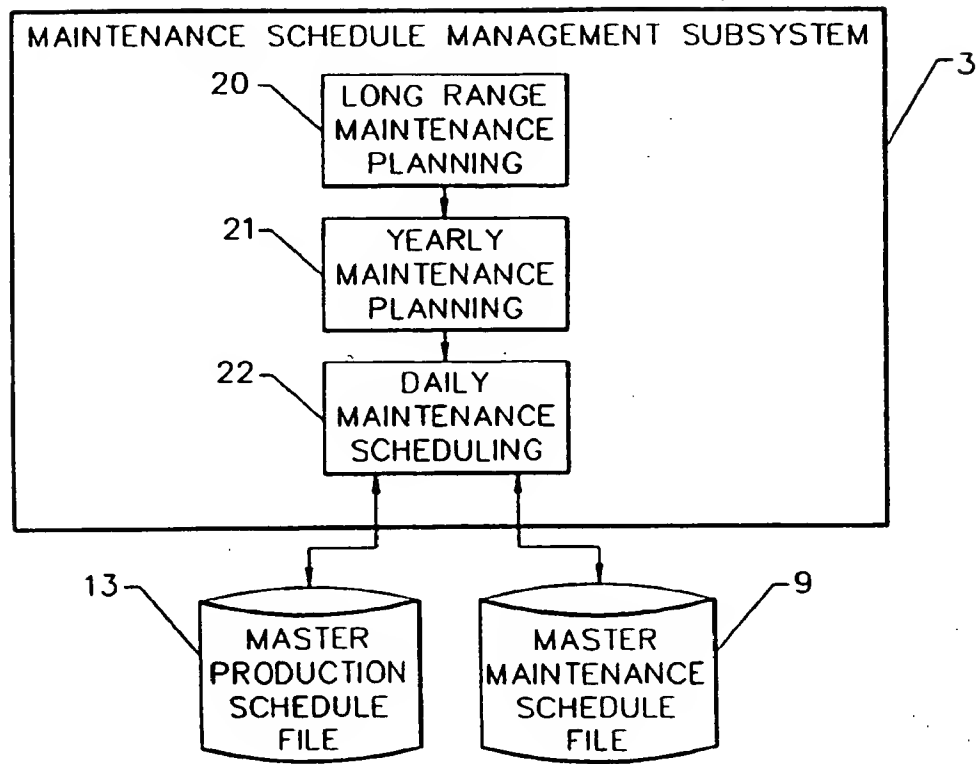 MAINTENANCE SCHEDULE MANAGEMENT SUBSYSTEM
3
20
LONG RANGE
MAINTENANCE
PLANNING
21
YEARLY
MAINTENANCE
PLANNING
22
DAILY
MAINTENANCE
SCHEDULING
13
MASTER
PRODUCTION
SCHEDULE
FILE
9
MASTER
MAINTENANCE
SCHEDULE
FILE